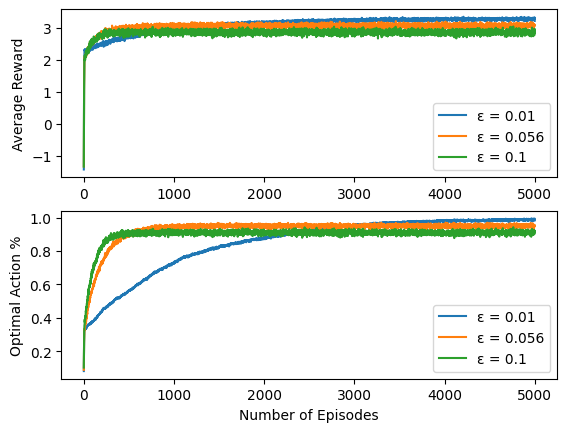 Average Reward
3
2
1
0
−1
0
1000
2000
3000
4000
5000
ε = 0.01
ε = 0.056
ε = 0.1
Optimal Action %
1.0
0.8
0.6
0.4
0.2
0
1000
2000
3000
4000
5000
ε = 0.01
ε = 0.056
ε = 0.1
Number of Episodes